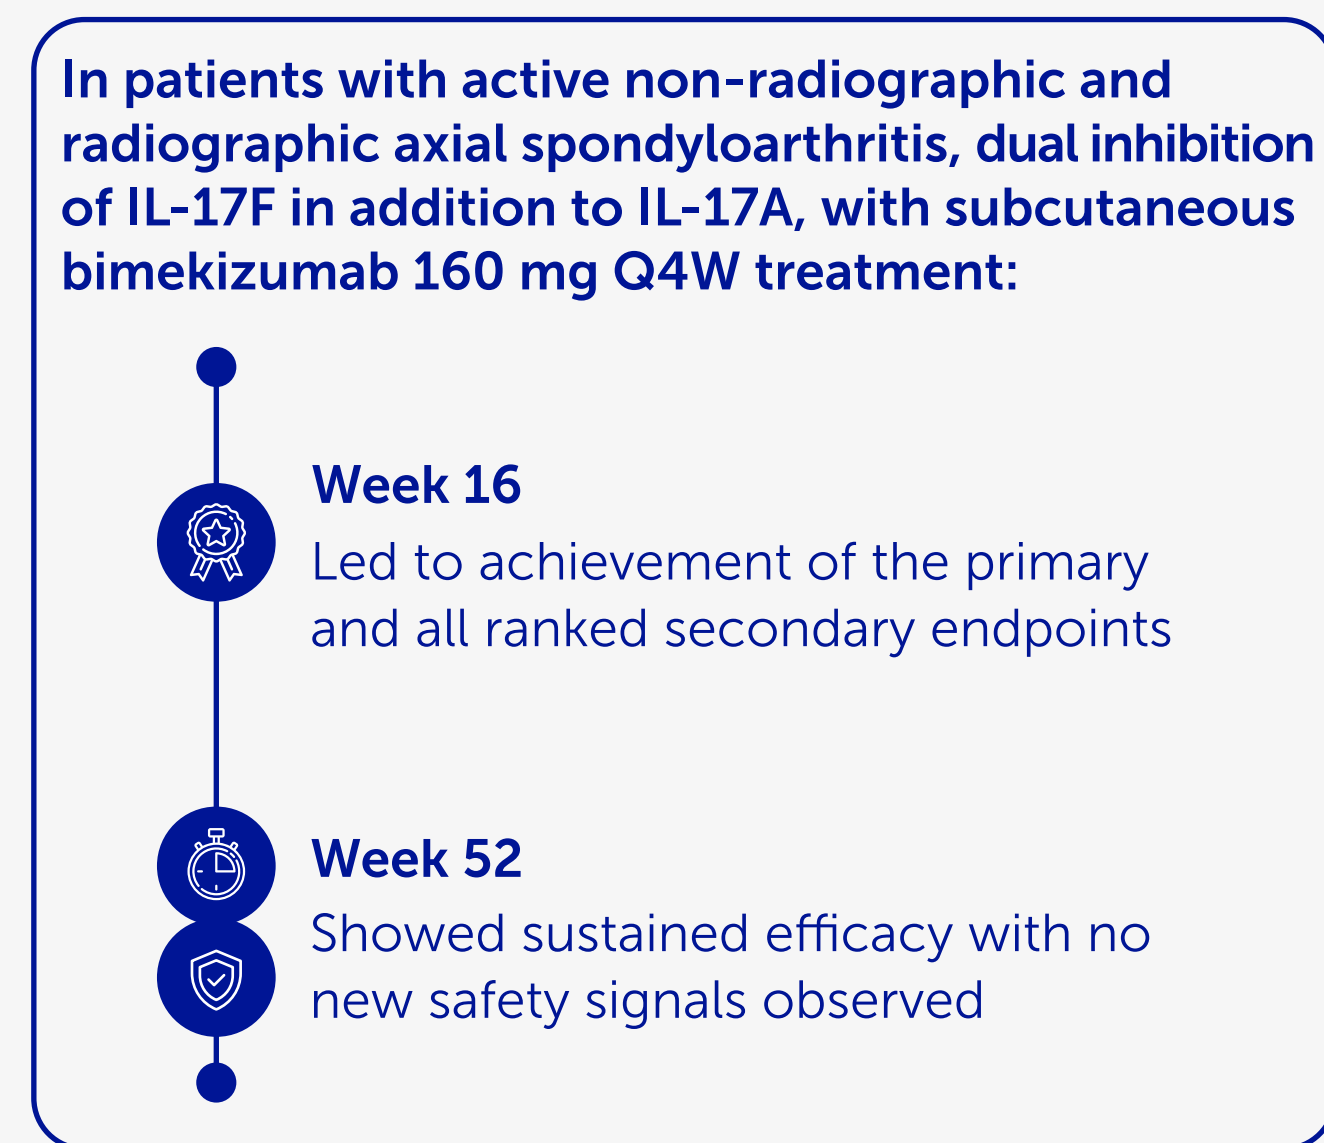 In patients with active non-radiographic and
radiographic axial spondyloarthritis, dual inhibition
of IL-17F in addition to IL-17A, with subcutaneous
bimekizumab 160 mg Q4W treatment:
Week 16
Led to achievement of the primary
and all ranked secondary endpoints
Week 52
Showed sustained efficacy with no
new safety signals observed